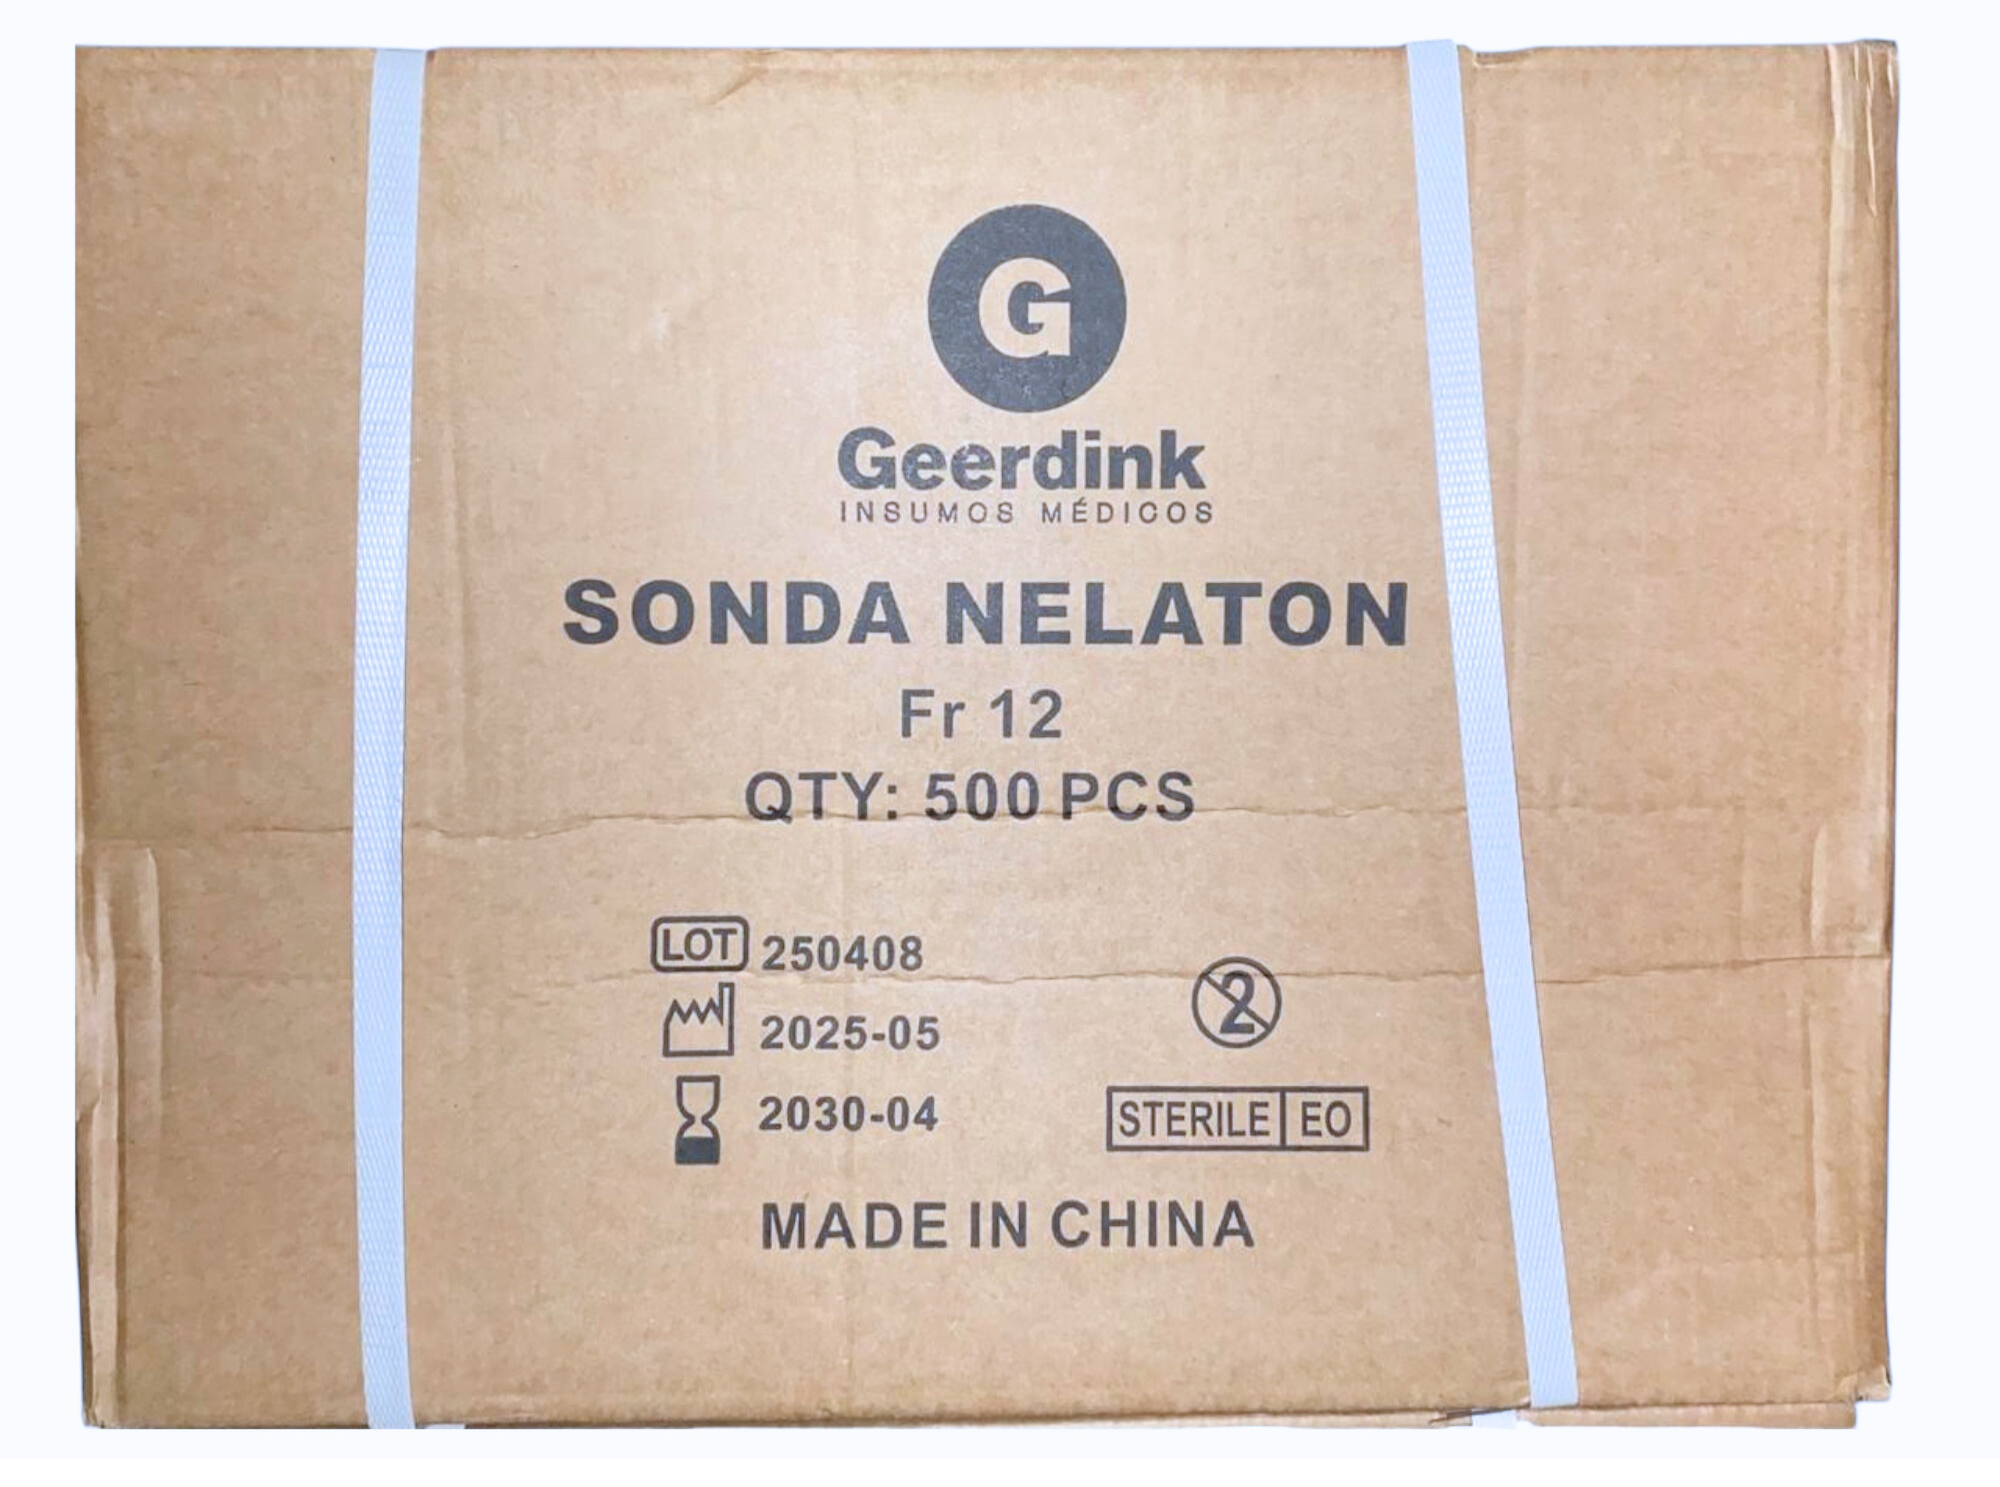 G
Geerdink
INSUMOS MÉDICOS
SONDA NELATON
Fr 12
QTY: 500 PCS
LOT 250408
2025-05
2
2030-04
STERILE EO
MADE IN CHINA